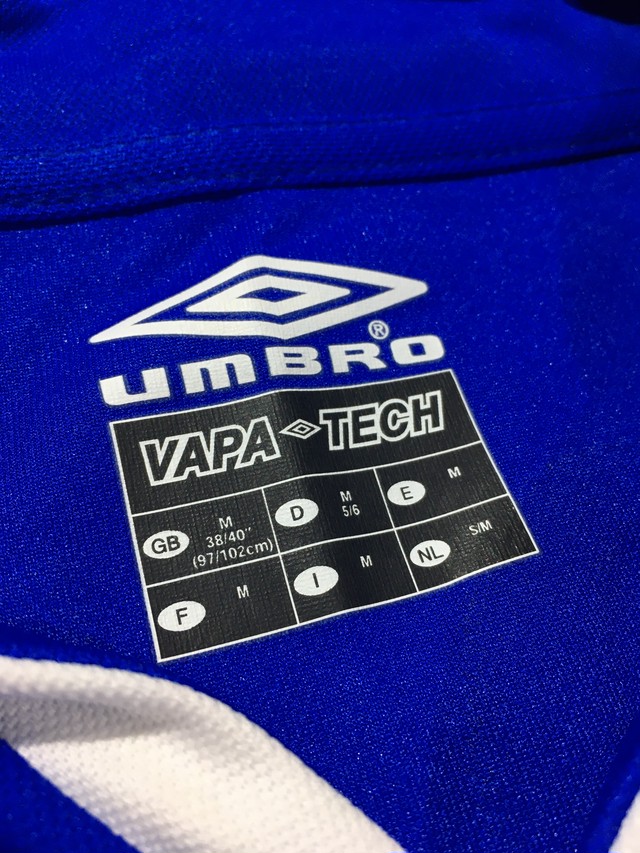 UMBRO®
VAPA TECH
GB M
38/40"
(97/102cm)
D M
5/6
E M
F M
I M
NL S/M